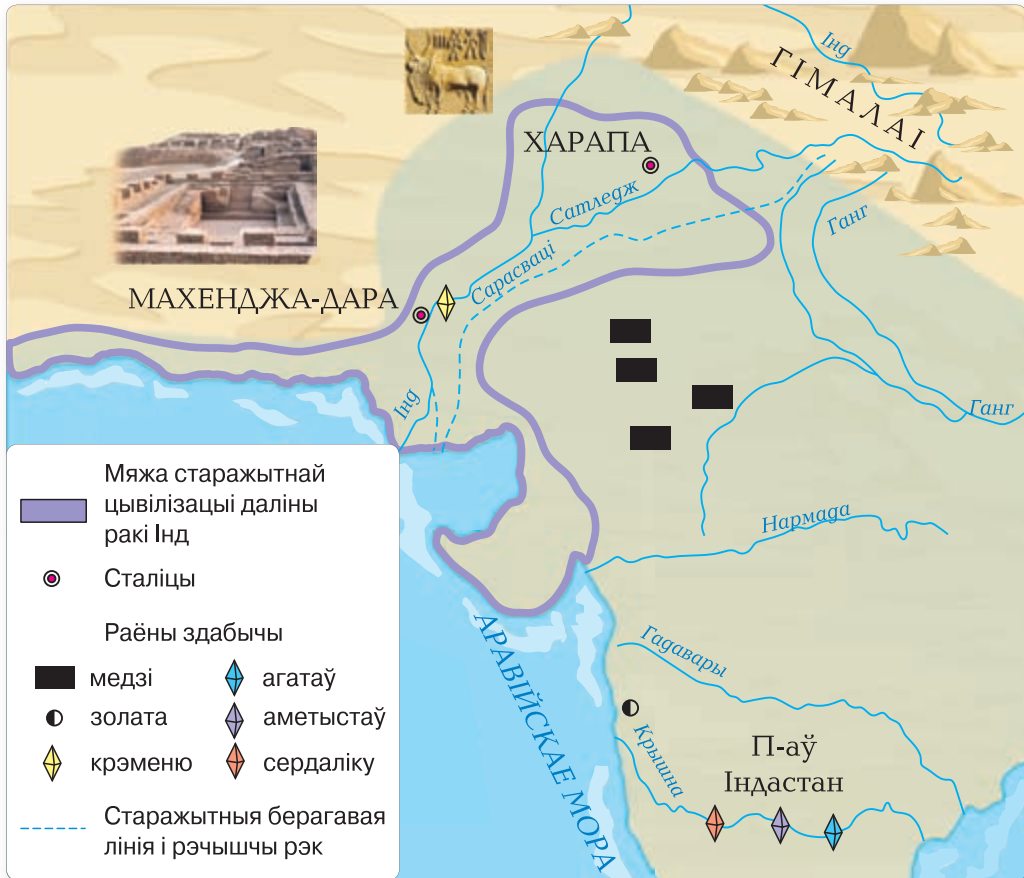 Інд
ГІМАЛАІ
ХАРАПА
Сатледж
Ганг
Сарасваці
МАХЕНДЖА-ДАРА
Інд
Ганг
Нармада
АРАВІЙСКАЕ МОРА
Гадавары
Крышна
П-аў
Індастан
Мяжа старажытнай
цывілізацыі даліны
ракі Інд
Сталіцы
Раёны здабычы
медзі
агатаў
золата
аметыстаў
крэменю
сердаліку
Старажытныя берагавая
лінія і рэчышчы рэк